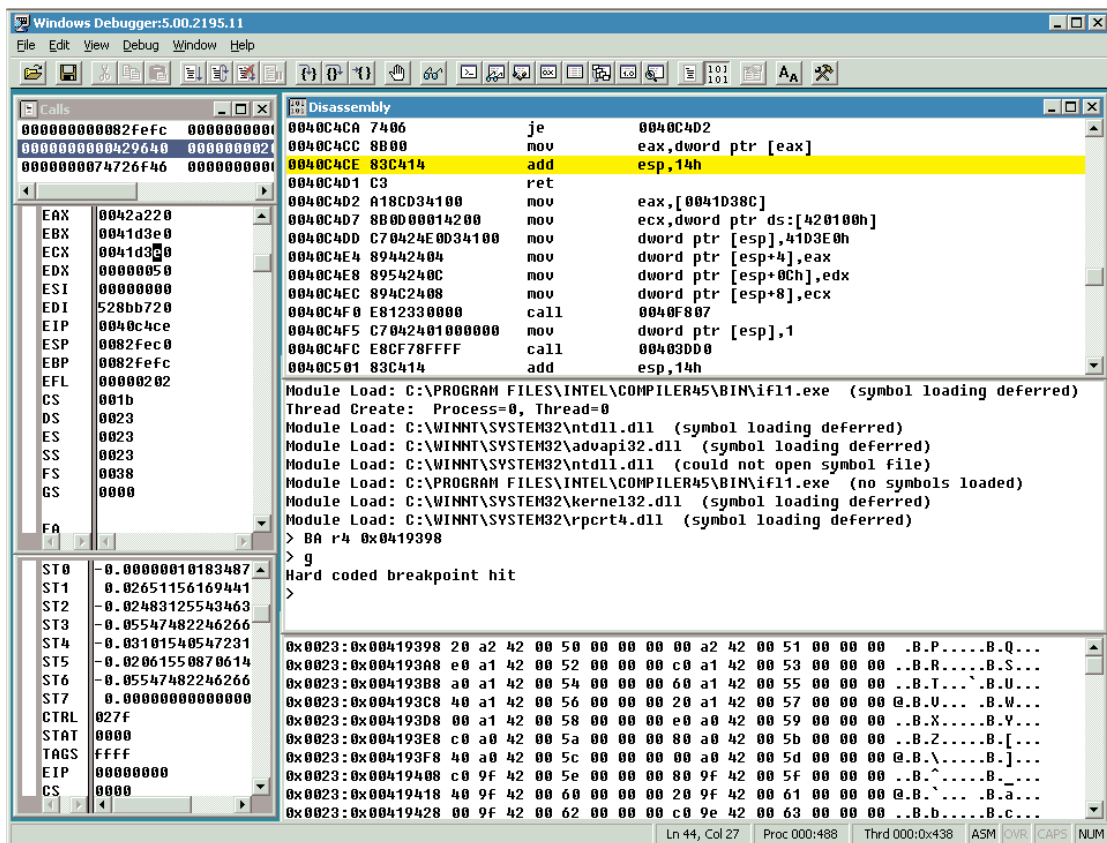 Windows Debugger:5.00.2195.11
File Edit View Debug Window Help
Calls
000000000082fefc 0000000000
0000000000429640 000000020
0000000074726f46 0000000000
EAX 0042a220
EBX 0041d3e0
ECX 0041d3e0
EDX 00000050
ESI 00000000
EDI 528bb720
EIP 0040c4ce
ESP 0082fec0
EBP 0082fefc
EFL 00000202
CS 001b
DS 0023
ES 0023
SS 0023
FS 0038
GS 0000
FA
ST0 -0.00000010183487
ST1 0.02651156169441
ST2 -0.02483125543463
ST3 -0.05547482246266
ST4 -0.03101540547231
ST5 -0.02061550870614
ST6 -0.05547482246266
ST7 0.00000000000000
CTRL 027f
STAT 0000
TAGS ffff
EIP 00000000
CS 0000
Disassembly
0040C4CA 7406 je 0040C4D2
0040C4CC 8B00 mov eax,dword ptr [eax]
0040C4CE 83C414 add esp,14h
0040C4D1 C3 ret
0040C4D2 A18CD34100 mov eax,[0041D38C]
0040C4D7 8B0D00014200 mov ecx,dword ptr ds:[420100h]
0040C4DD C70424E0D34100 mov dword ptr [esp],41D3E0h
0040C4E4 89442404 mov dword ptr [esp+4],eax
0040C4E8 8954240C mov dword ptr [esp+0Ch],edx
0040C4EC 894C2408 mov dword ptr [esp+8],ecx
0040C4F0 E812330000 call 0040F807
0040C4F5 C7042401000000 mov dword ptr [esp],1
0040C4FC E8CF78FFFF call 00403DD0
0040C501 83C414 add esp,14h
Module Load: C:\PROGRAM FILES\INTEL\COMPILER45\BIN\ifl1.exe (symbol loading deferred)
Thread Create: Process=0, Thread=0
Module Load: C:\WINNT\SYSTEM32\ntdll.dll (symbol loading deferred)
Module Load: C:\WINNT\SYSTEM32\advapi32.dll (symbol loading deferred)
Module Load: C:\WINNT\SYSTEM32\ntdll.dll (could not open symbol file)
Module Load: C:\PROGRAM FILES\INTEL\COMPILER45\BIN\ifl1.exe (no symbols loaded)
Module Load: C:\WINNT\SYSTEM32\kernel32.dll (symbol loading deferred)
Module Load: C:\WINNT\SYSTEM32\rpcrt4.dll (symbol loading deferred)
> BA r4 0x0419398
> g
Hard coded breakpoint hit
>
0x0023:0x00419398 20 a2 42 00 50 00 00 00 00 a2 42 00 51 00 00 00 .B.P.....B.Q...
0x0023:0x004193A8 e0 a1 42 00 52 00 00 00 c0 a1 42 00 53 00 00 00 ..B.R.....B.S...
0x0023:0x004193B8 a0 a1 42 00 54 00 00 00 60 a1 42 00 55 00 00 00 ..B.T...`.B.U...
0x0023:0x004193C8 40 a1 42 00 56 00 00 00 20 a1 42 00 57 00 00 00 @.B.V... .B.W...
0x0023:0x004193D8 00 a1 42 00 58 00 00 00 e0 a0 42 00 59 00 00 00 ..B.X.....B.Y...
0x0023:0x004193E8 c0 a0 42 00 5a 00 00 00 80 a0 42 00 5b 00 00 00 ..B.Z.....B.[...
0x0023:0x004193F8 40 a0 42 00 5c 00 00 00 00 a0 42 00 5d 00 00 00 @.B.\.....B.]...
0x0023:0x00419408 c0 9f 42 00 5e 00 00 00 80 9f 42 00 5f 00 00 00 ..B.^.....B._...
0x0023:0x00419418 40 9f 42 00 60 00 00 00 20 9f 42 00 61 00 00 00 @.B.`... .B.a...
0x0023:0x00419428 00 9f 42 00 62 00 00 00 c0 9e 42 00 63 00 00 00 ..B.b.....B.c...
Ln 44, Col 27 Proc 000:488 Thrd 000:0x438 ASM OVR CAPS NUM